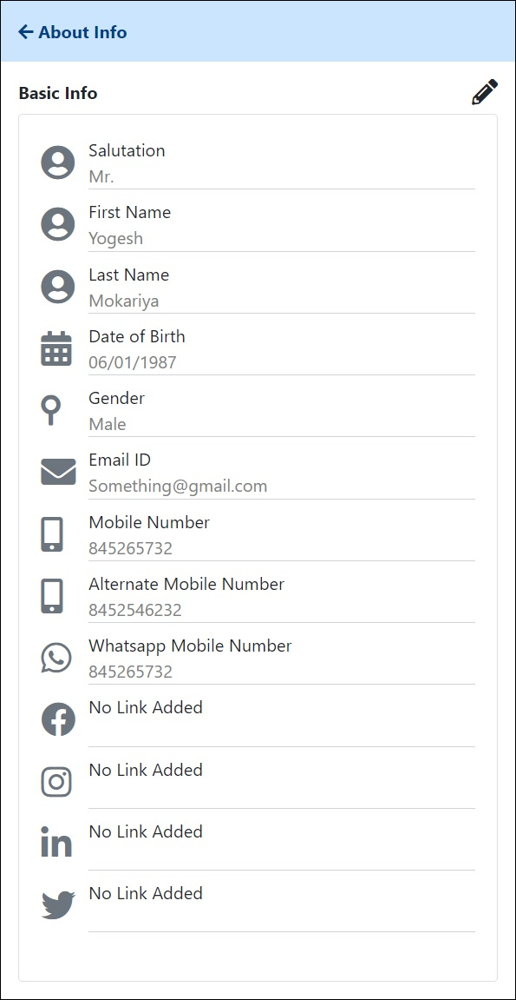 About Info
Basic Info
Salutation
Mr.
First Name
Yogesh
Last Name
Mokariya
Date of Birth
06/01/1987
Gender
Male
Email ID
Something@gmail.com
Mobile Number
845265732
Alternate Mobile Number
8452546232
Whatsapp Mobile Number
845265732
No Link Added
No Link Added
No Link Added
No Link Added